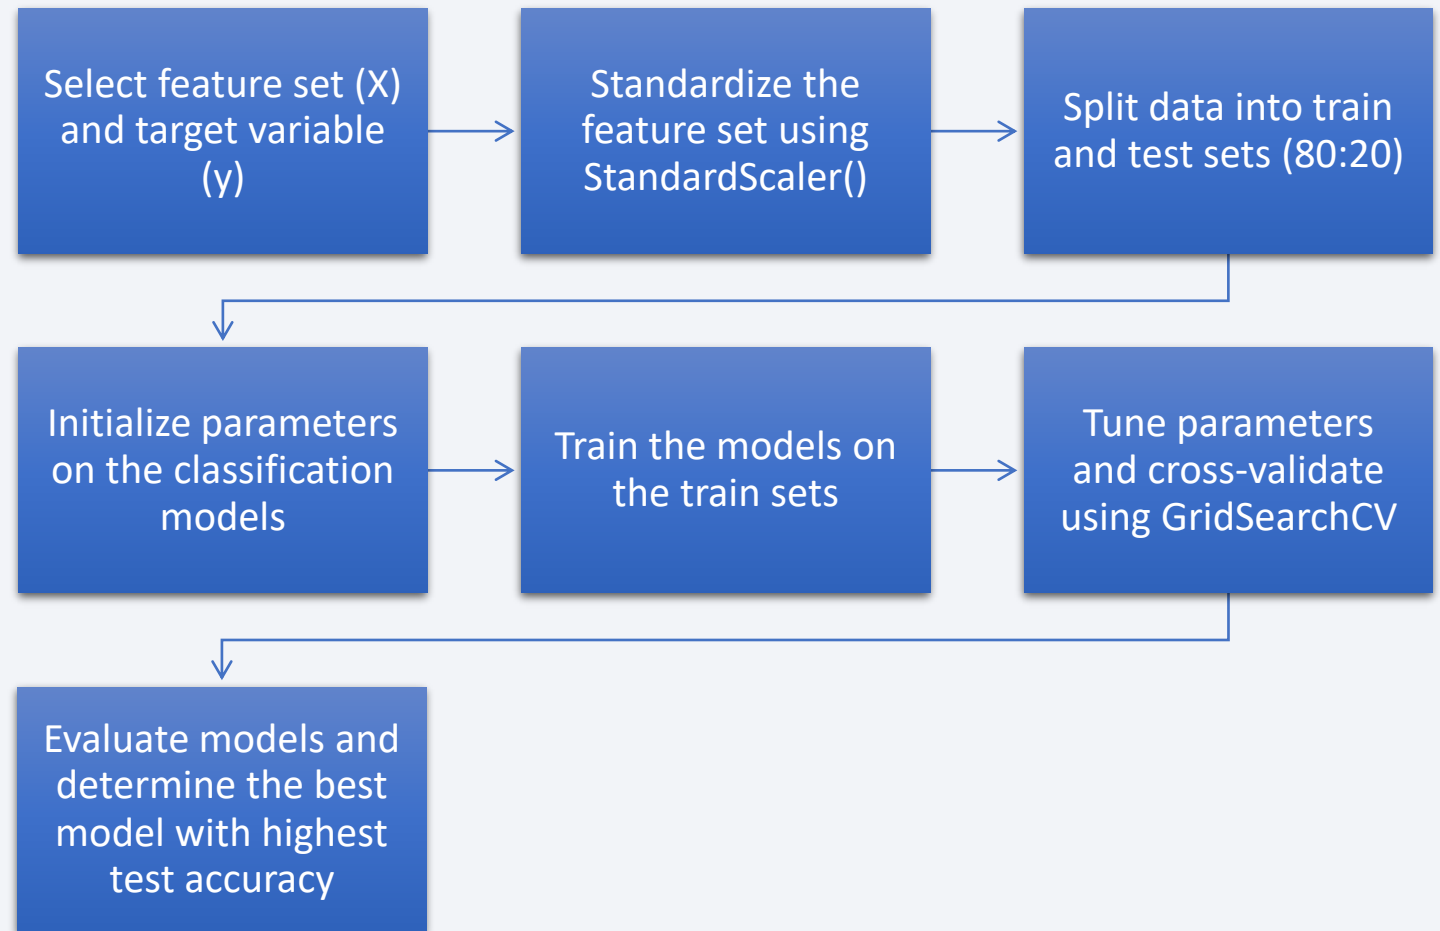 Select feature set (X)
and target variable
(y)
Standardize the
feature set using
StandardScaler()
Split data into train
and test sets (80:20)
Initialize parameters
on the classification
models
Train the models on
the train sets
Tune parameters
and cross-validate
using GridSearchCV
Evaluate models and
determine the best
model with highest
test accuracy